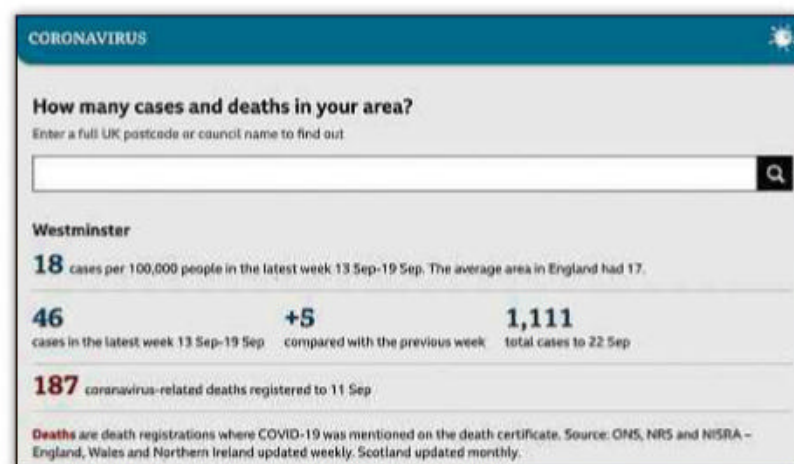 CORONAVIRUS
How many cases and deaths in your area?
Enter a full UK postcode or council name to find out
Westminster
18 cases per 100,000 people in the latest week 13 Sep-19 Sep. The average area in England had 17.
46 +5 1,111
cases in the latest week 13 Sep-19 Sep compared with the previous week total cases to 22 Sep
187 coronavirus-related deaths registered to 11 Sep
Deaths are death registrations where COVID-19 was mentioned on the death certificate. Source: ONS, NRS and NISRA –
England, Wales and Northern Ireland updated weekly. Scotland updated monthly.